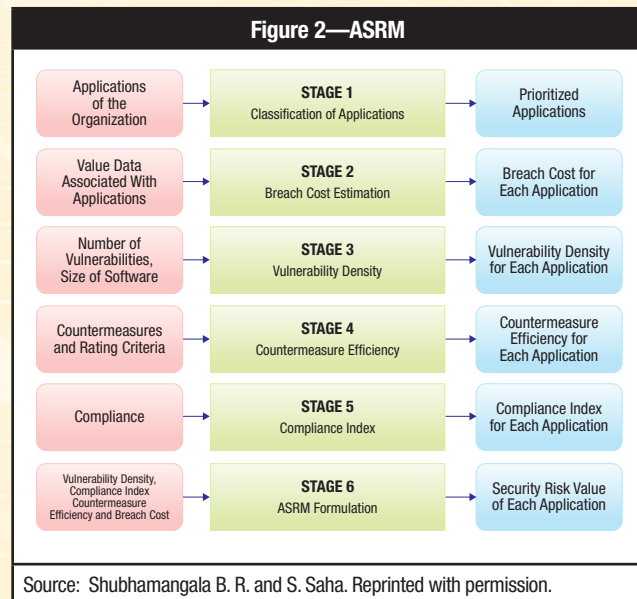 Figure 2—ASRM
Applications
of the
Organization
STAGE 1
Classification of Applications
Prioritized
Applications
Value Data
Associated With
Applications
STAGE 2
Breach Cost Estimation
Breach Cost for
Each Application
Number of
Vulnerabilities,
Size of Software
STAGE 3
Vulnerability Density
Vulnerability Density
for Each Application
Countermeasures
and Rating Criteria
STAGE 4
Countermeasure Efficiency
Countermeasure
Efficiency for
Each Application
Compliance
STAGE 5
Compliance Index
Compliance Index
for Each Application
Vulnerability Density,
Compliance Index
Countermeasure
Efficiency and Breach Cost
STAGE 6
ASRM Formulation
Security Risk Value
of Each Application
Source: Shubhamangala B. R. and S. Saha. Reprinted with permission.